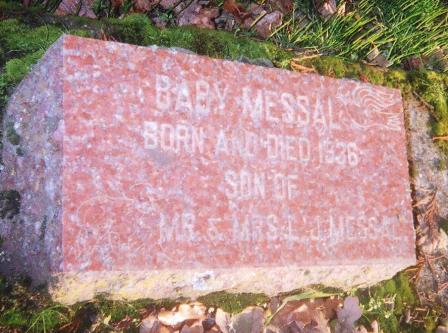 BABY MESSAL
BORN AND DIED 1936
SON OF
MR. & MRS. L. J. MESSAL